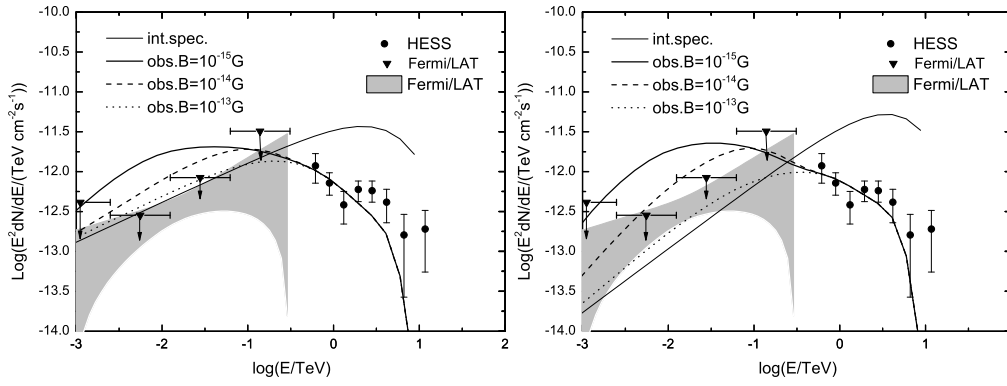 -10.0
-10.5
-11.0
-11.5
-12.0
-12.5
-13.0
-13.5
-14.0
Log(E²dN/dE/(TeV cm⁻²s⁻¹)
int.spec.
obs.B=10⁻¹⁵G
obs.B=10⁻¹⁴G
obs.B=10⁻¹³G
HESS
Fermi/LAT
Fermi/LAT
-3 -2 -1 0 1 2
log(E/TeV)
-10.0
-10.5
-11.0
-11.5
-12.0
-12.5
-13.0
-13.5
-14.0
Log(E²dN/dE/(TeV cm⁻²s⁻¹)
int.spec.
obs.B=10⁻¹⁵G
obs.B=10⁻¹⁴G
obs.B=10⁻¹³G
HESS
Fermi/LAT
Fermi/LAT
-3 -2 -1 0 1 2
log(E/TeV)